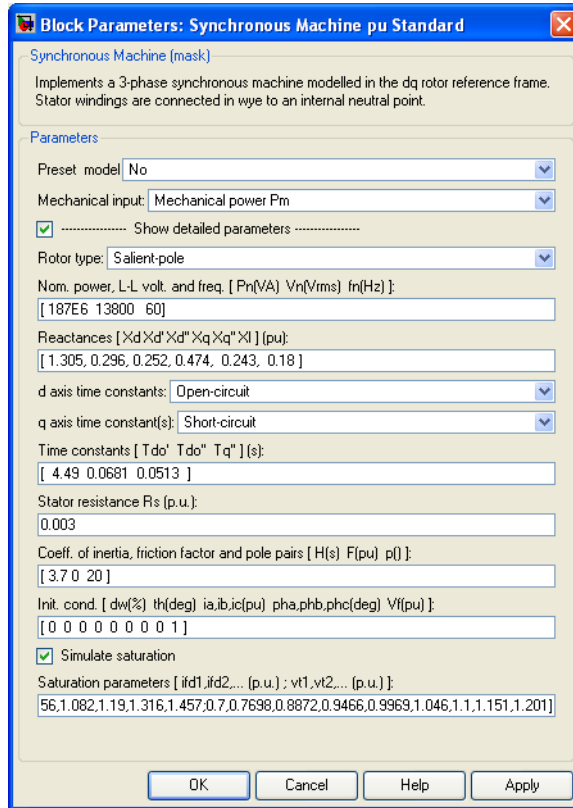 Block Parameters: Synchronous Machine pu Standard
Synchronous Machine (mask)
Implements a 3-phase synchronous machine modelled in the dq rotor reference frame.
Stator windings are connected in wye to an internal neutral point.
Parameters
Preset model No
Mechanical input: Mechanical power Pm
---------------- Show detailed parameters ----------------
Rotor type: Salient-pole
Nom. power, L-L volt. and freq. [ Pn(VA) Vn(Vrms) fn(Hz) ]:
[ 187E6 13800 60]
Reactances [ Xd Xd' Xd'' Xq Xq'' Xl ] (pu):
[ 1.305, 0.296, 0.252, 0.474, 0.243, 0.18 ]
d axis time constants: Open-circuit
q axis time constant(s): Short-circuit
Time constants [ Tdo' Tdo'' Tq'' ] (s):
[ 4.49 0.0681 0.0513 ]
Stator resistance Rs (p.u.):
0.003
Coeff. of inertia, friction factor and pole pairs [ H(s) F(pu) p() ]:
[ 3.7 0 20 ]
Init. cond. [ dw(%) th(deg) ia,ib,ic(pu) pha,phb,phc(deg) Vf(pu) ]:
[ 0 0 0 0 0 0 0 0 1 ]
Simulate saturation
Saturation parameters [ ifd1,ifd2,... (p.u.) ; vt1,vt2,... (p.u.) ]:
56,1.082,1.19,1.316,1.457;0.7,0.7698,0.8872,0.9466,0.9969,1.046,1.1,1.151,1.201]
OK Cancel Help Apply